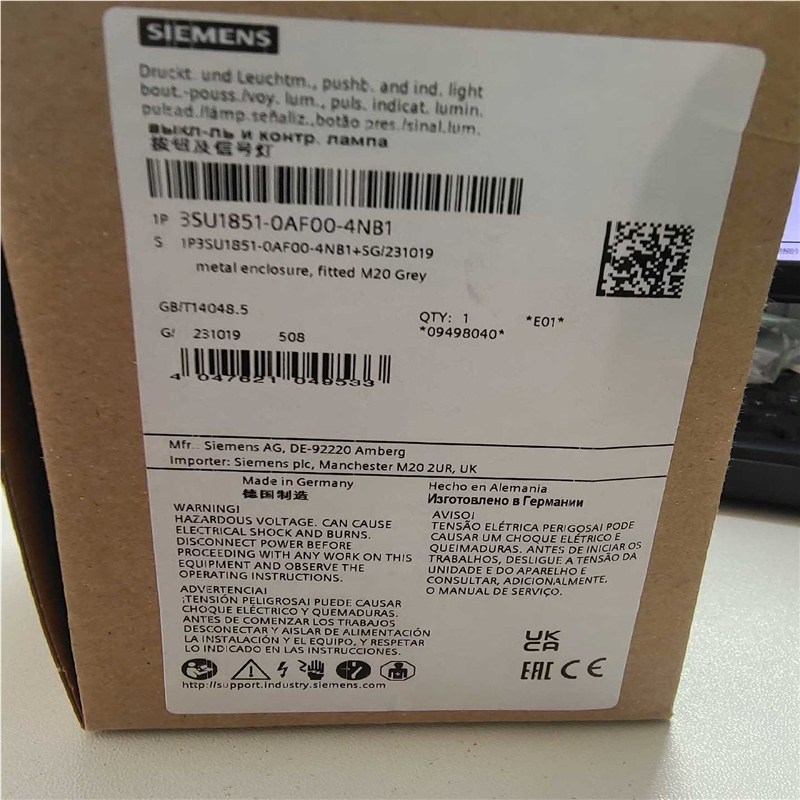 SIEMENS
Druckt. und Leuchtm., pushb. and ind. light
bout.-pouss./voy. lum., puls. indicat. lumin.
pulsad./lámp.señaliz.,botão pres./sinal.lum.
выкл-ль и контр. лампа
按钮及信号灯
1P 3SU1851-0AF00-4NB1
S 1P3SU1851-0AF00-4NB1+SG/231019
metal enclosure, fitted M20 Grey
GB/T14048.5
QTY: 1 *E01*
*09498040*
G/ 231019 508
4 047621 049533
Mfr.: Siemens AG, DE-92220 Amberg
Importer: Siemens plc, Manchester M20 2UR, UK
Made in Germany
德国制造
Hecho en Alemania
Изготовлено в Германии
WARNING!
HAZARDOUS VOLTAGE. CAN CAUSE
ELECTRICAL SHOCK AND BURNS.
DISCONNECT POWER BEFORE
PROCEEDING WITH ANY WORK ON THIS
EQUIPMENT AND OBSERVE THE
OPERATING INSTRUCTIONS.
ADVERTENCIA!
¡TENSIÓN PELIGROSA! PUEDE CAUSAR
CHOQUE ELÉCTRICO Y QUEMADURAS.
ANTES DE COMENZAR LOS TRABAJOS
DESCONECTAR Y AISLAR DE ALIMENTACIÓN
LA INSTALACIÓN Y EL EQUIPO, Y RESPETAR
LO INDICADO EN LAS INSTRUCCIONES.
AVISO!
TENSÃO ELÉTRICA PERIGOSA! PODE
CAUSAR UM CHOQUE ELÉTRICO E
QUEIMADURAS. ANTES DE INICIAR OS
TRABALHOS, DESLIGUE A TENSÃO DA
UNIDADE E DO APARELHO E
CONSULTAR, ADICIONALMENTE,
O MANUAL DE SERVIÇO.
UK
CA
EAC CE
http://support.industry.siemens.com